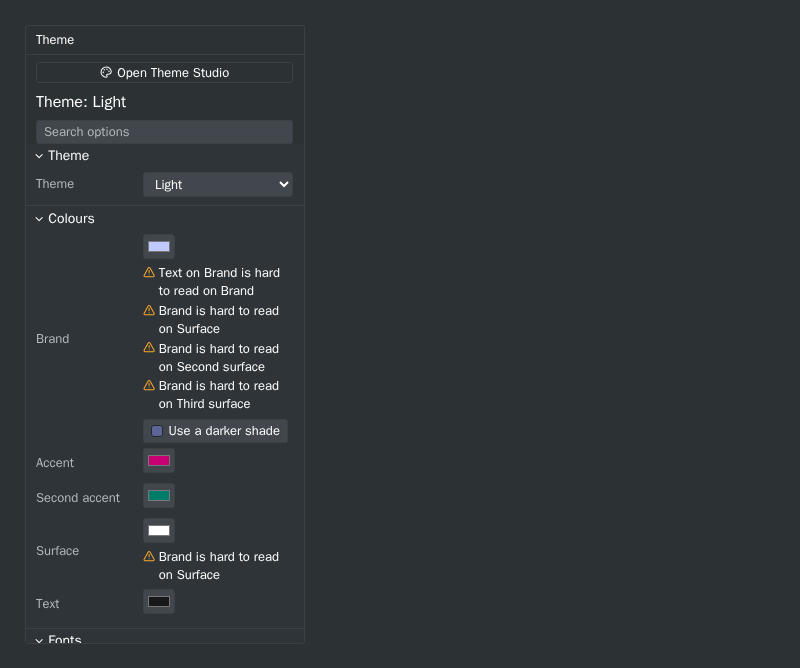 Theme
Open Theme Studio
Theme: Light
Search options
Theme
Theme
Light
Colours
Brand
Text on Brand is hard
to read on Brand
Brand is hard to read
on Surface
Brand is hard to read
on Second surface
Brand is hard to read
on Third surface
Use a darker shade
Accent
Second accent
Surface
Brand is hard to read
on Surface
Text
Fonts